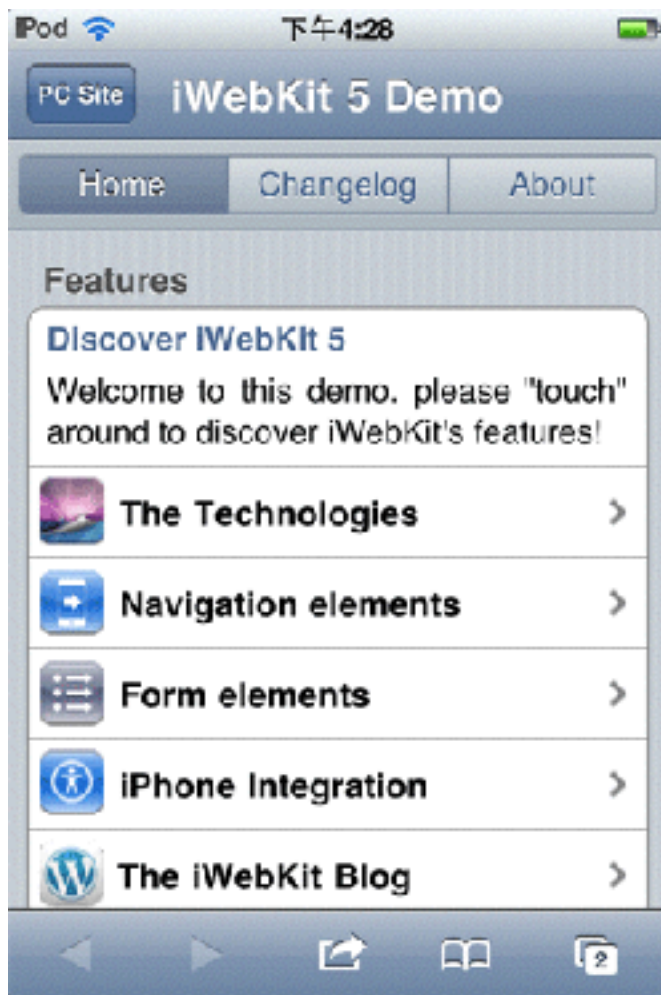 iPod 下午4:28
PC Site iWebKit 5 Demo
Home Changelog About
Features
Discover iWebKit 5
Welcome to this demo. please "touch"
around to discover iWebKit's features!
The Technologies
Navigation elements
Form elements
iPhone Integration
The iWebKit Blog
2